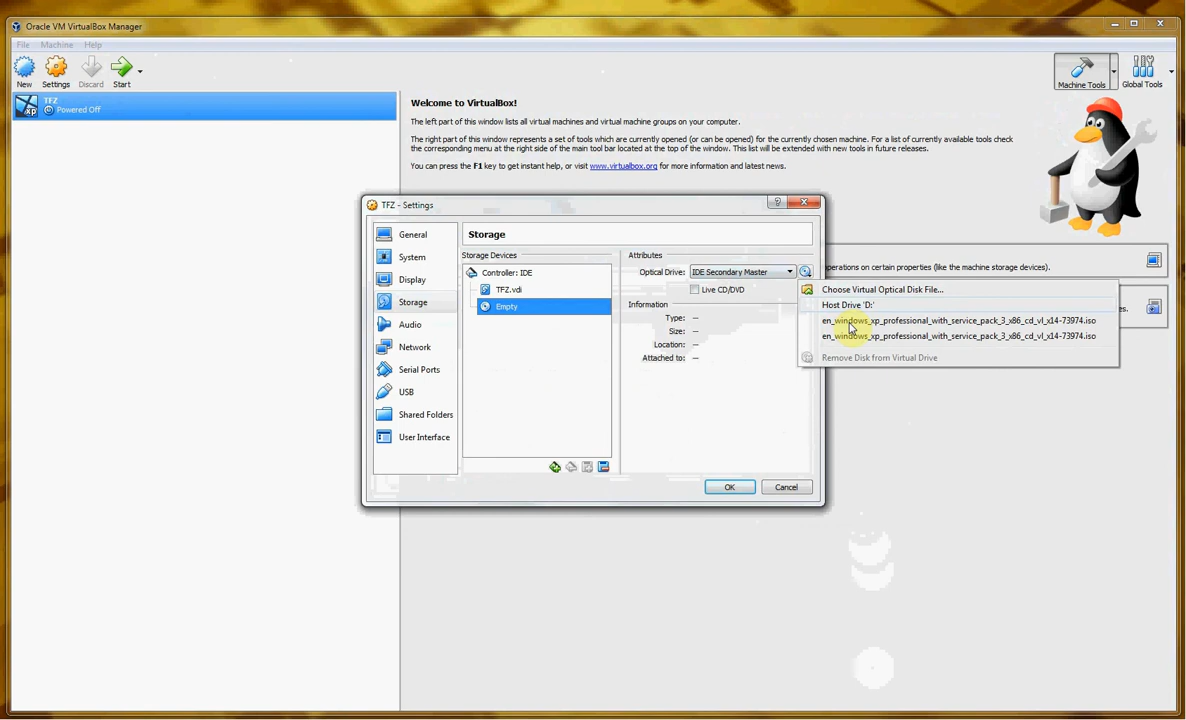 Oracle VM VirtualBox Manager
File Machine Help
New Settings Discard Start
Machine Tools Global Tools
TFZ
Powered Off
xp
Welcome to VirtualBox!
The left part of this window lists all virtual machines and virtual machine groups on your computer.
The right part of this window represents a set of tools which are currently opened (or can be opened) for the currently chosen machine. For a list of currently available tools check
the corresponding menu at the right side of the main tool bar located at the top of the window. This list will be extended with new tools in future releases.
You can press the F1 key to get instant help, or visit www.virtualbox.org for more information and latest news.
TFZ - Settings
General
System
Display
Storage
Audio
Network
Serial Ports
USB
Shared Folders
User Interface
Storage
Storage Devices
Controller: IDE
TFZ.vdi
Empty
Attributes
Optical Drive: IDE Secondary Master
Live CD/DVD
Information
Type: --
Size: --
Location: --
Attached to: --
OK Cancel
operations on certain properties (like the machine storage devices).
es.
Choose Virtual Optical Disk File...
Host Drive 'D:'
en_windows_xp_professional_with_service_pack_3_x86_cd_vl_x14-73974.iso
en_windows_xp_professional_with_service_pack_3_x86_cd_vl_x14-73974.iso
Remove Disk from Virtual Drive